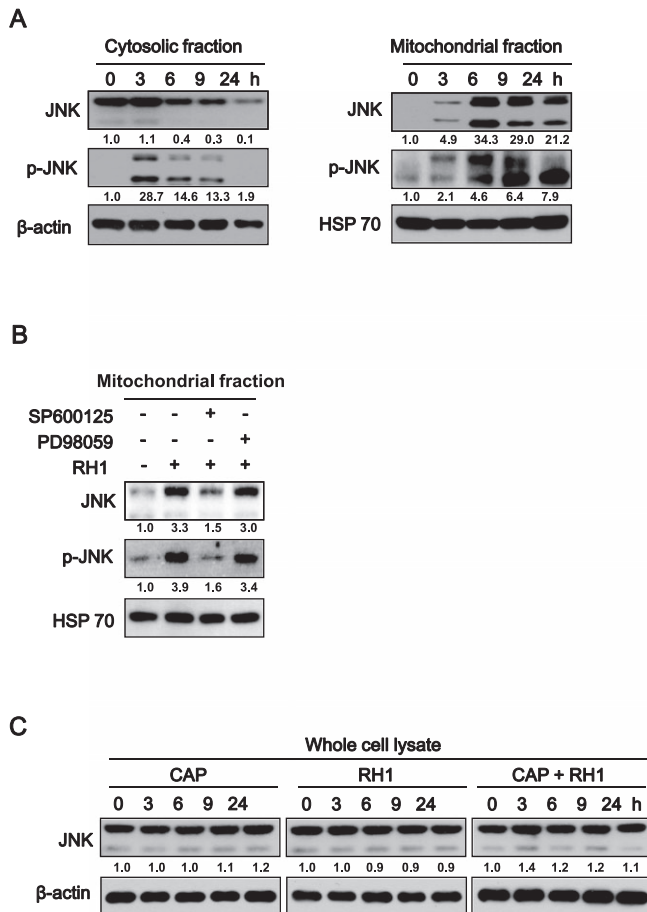 A
Cytosolic fraction
0 3 6 9 24 h
JNK
1.0 1.1 0.4 0.3 0.1
p-JNK
1.0 28.7 14.6 13.3 1.9
β-actin
Mitochondrial fraction
0 3 6 9 24 h
JNK
1.0 4.9 34.3 29.0 21.2
p-JNK
1.0 2.1 4.6 6.4 7.9
HSP 70
B
Mitochondrial fraction
SP600125 - - + -
PD98059 - - - +
RH1 - + + +
JNK
1.0 3.3 1.5 3.0
p-JNK
1.0 3.9 1.6 3.4
HSP 70
C
Whole cell lysate
CAP RH1 CAP + RH1
0 3 6 9 24 0 3 6 9 24 0 3 6 9 24 h
JNK
1.0 1.0 1.0 1.1 1.2 1.0 1.0 0.9 0.9 0.9 1.0 1.4 1.2 1.2 1.1
β-actin